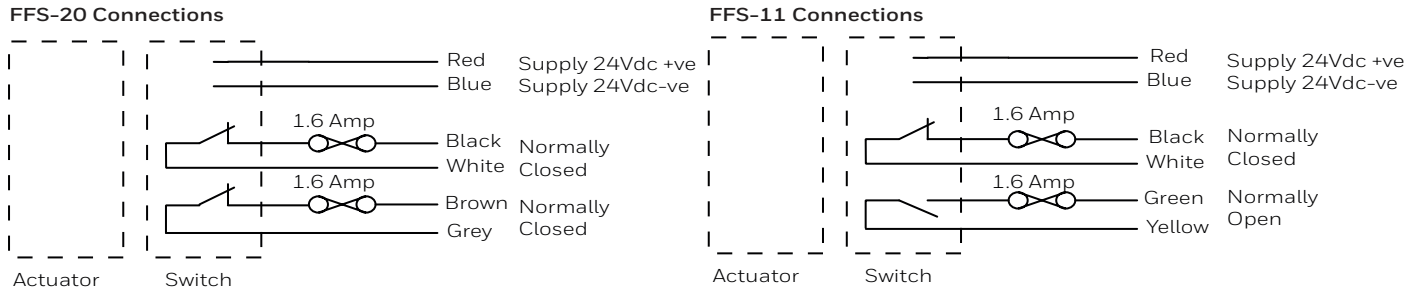 FFS-20 Connections
Red Supply 24Vdc +ve
Blue Supply 24Vdc-ve
1.6 Amp
Black Normally
White Closed
1.6 Amp
Brown Normally
Grey Closed
Actuator Switch
FFS-11 Connections
Red Supply 24Vdc +ve
Blue Supply 24Vdc-ve
1.6 Amp
Black Normally
White Closed
1.6 Amp
Green Normally
Yellow Open
Actuator Switch